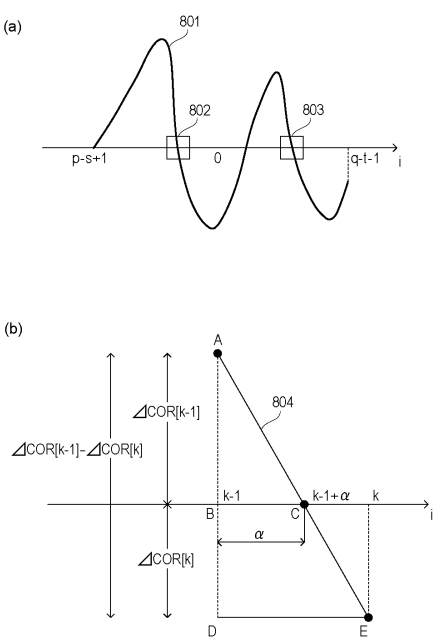 (a)
801
802
803
p-s+1
0
q-t-1
i
(b)
A
804
⊿COR[k-1]
⊿COR[k-1]-⊿COR[k]
k-1
k-1+α
k
B
C
i
α
⊿COR[k]
D
E